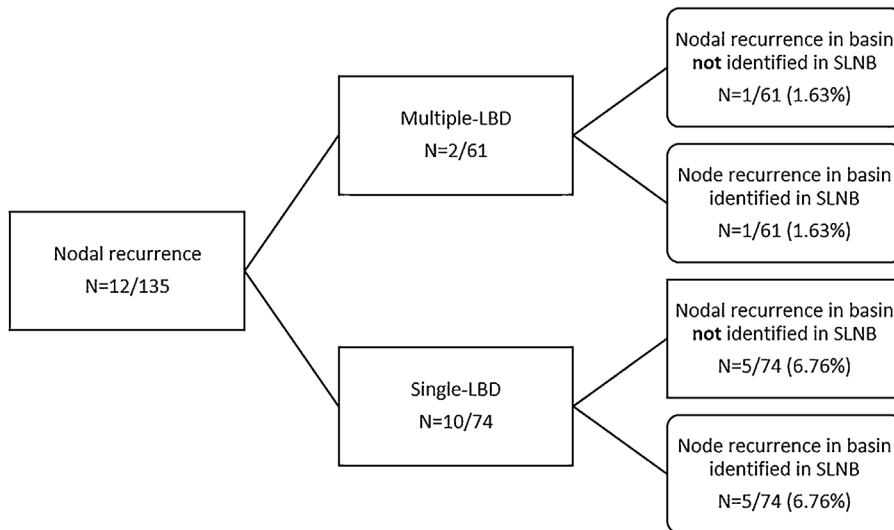 Nodal recurrence
N=12/135
Multiple-LBD
N=2/61
Single-LBD
N=10/74
Nodal recurrence in basin
not identified in SLNB
N=1/61 (1.63%)
Node recurrence in basin
identified in SLNB
N=1/61 (1.63%)
Nodal recurrence in basin
not identified in SLNB
N=5/74 (6.76%)
Node recurrence in basin
identified in SLNB
N=5/74 (6.76%)